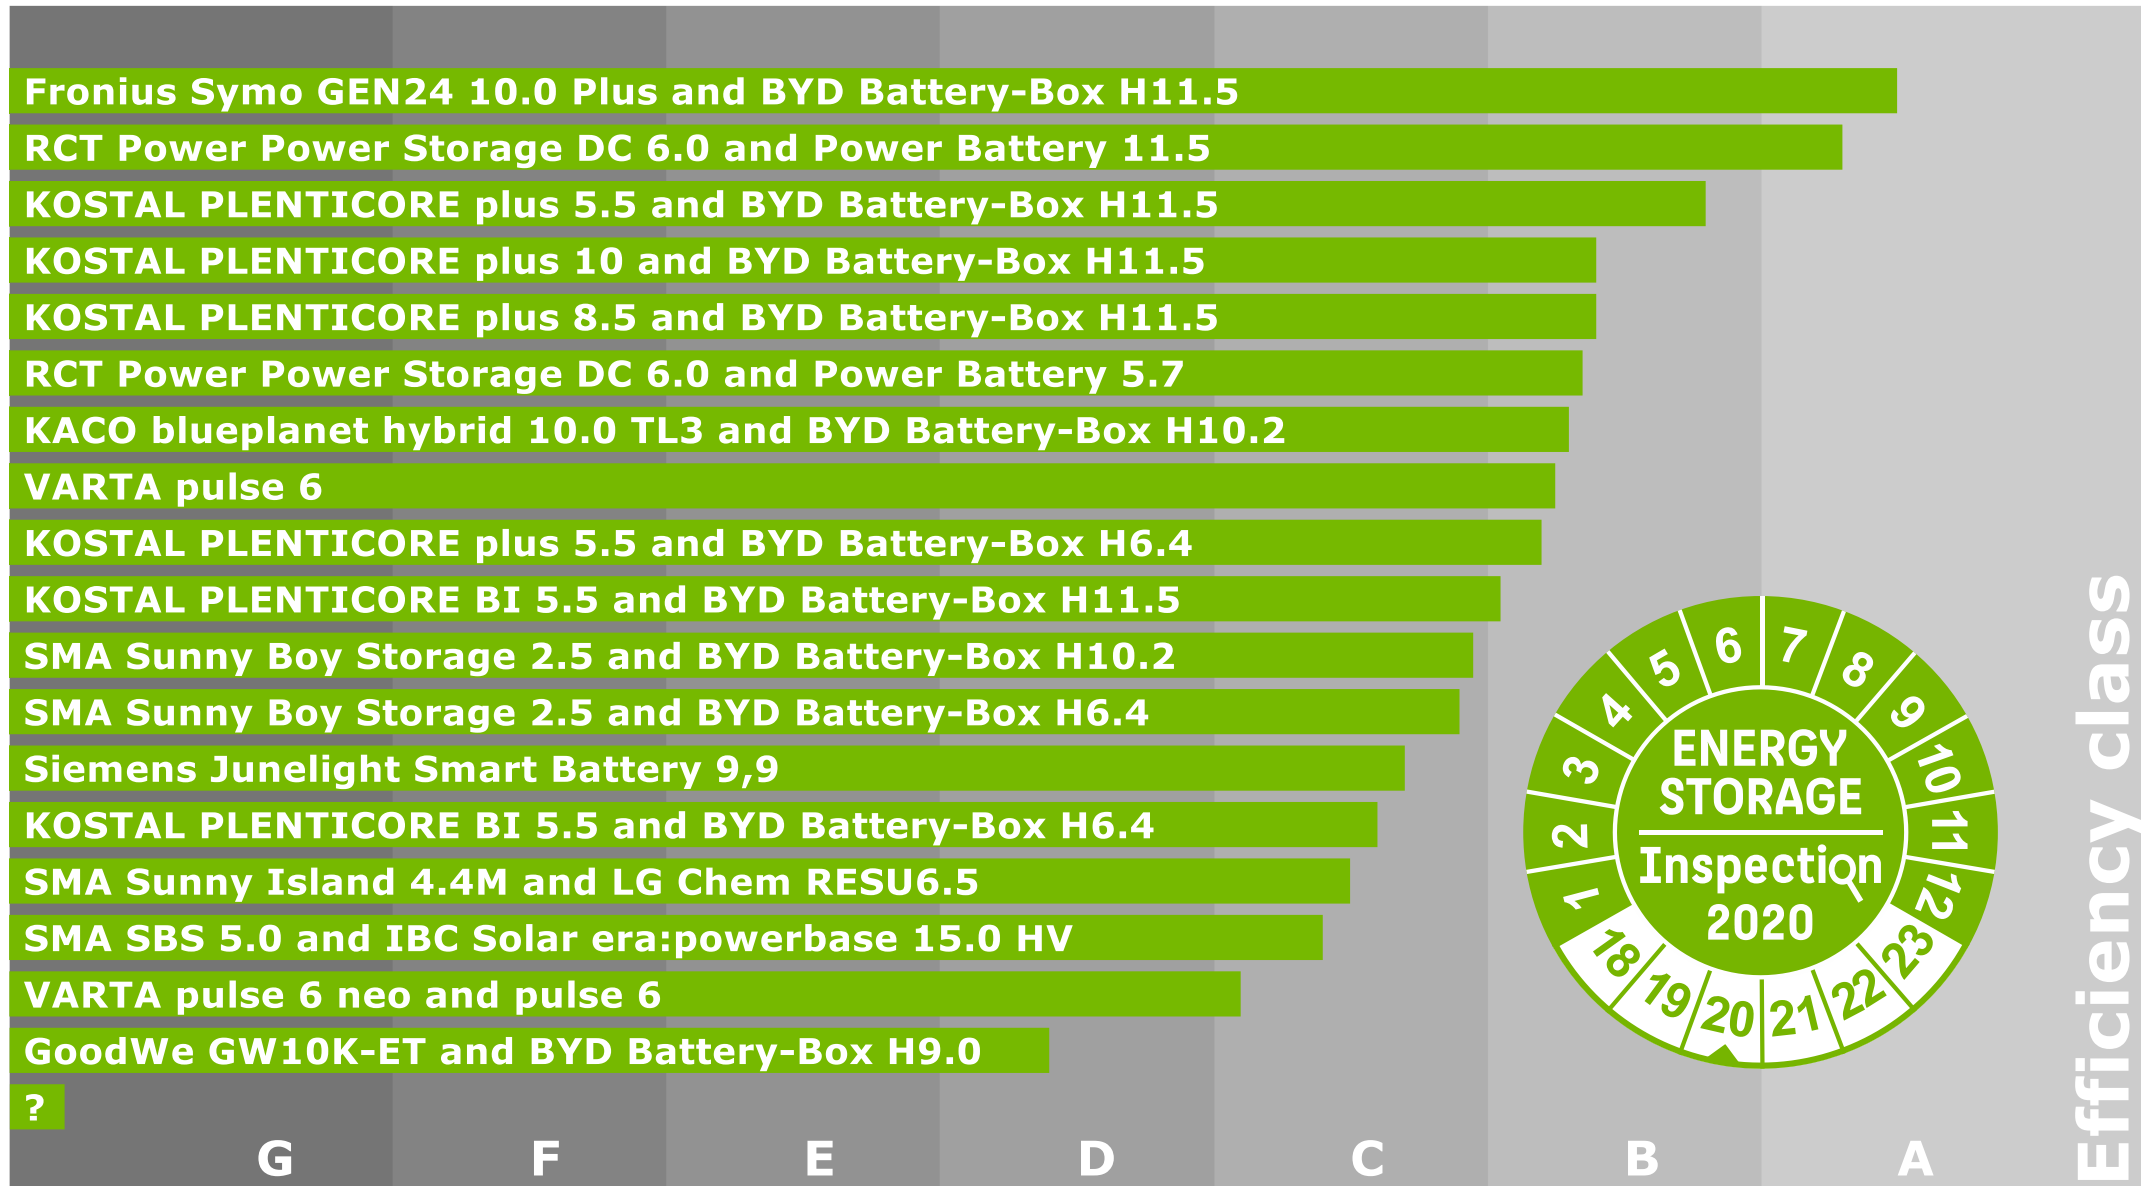 Fronius Symo GEN24 10.0 Plus and BYD Battery-Box H11.5
RCT Power Power Storage DC 6.0 and Power Battery 11.5
KOSTAL PLENTICORE plus 5.5 and BYD Battery-Box H11.5
KOSTAL PLENTICORE plus 10 and BYD Battery-Box H11.5
KOSTAL PLENTICORE plus 8.5 and BYD Battery-Box H11.5
RCT Power Power Storage DC 6.0 and Power Battery 5.7
KACO blueplanet hybrid 10.0 TL3 and BYD Battery-Box H10.2
VARTA pulse 6
KOSTAL PLENTICORE plus 5.5 and BYD Battery-Box H6.4
KOSTAL PLENTICORE BI 5.5 and BYD Battery-Box H11.5
SMA Sunny Boy Storage 2.5 and BYD Battery-Box H10.2
SMA Sunny Boy Storage 2.5 and BYD Battery-Box H6.4
Siemens Junelight Smart Battery 9,9
KOSTAL PLENTICORE BI 5.5 and BYD Battery-Box H6.4
SMA Sunny Island 4.4M and LG Chem RESU6.5
SMA SBS 5.0 and IBC Solar era:powerbase 15.0 HV
VARTA pulse 6 neo and pulse 6
GoodWe GW10K-ET and BYD Battery-Box H9.0
?
G F E D C B A
Efficiency class
1 2 3 4 5 6 7 8 9 10 11 12
ENERGY
STORAGE
Inspection
2020
18 19 20 21 22 23